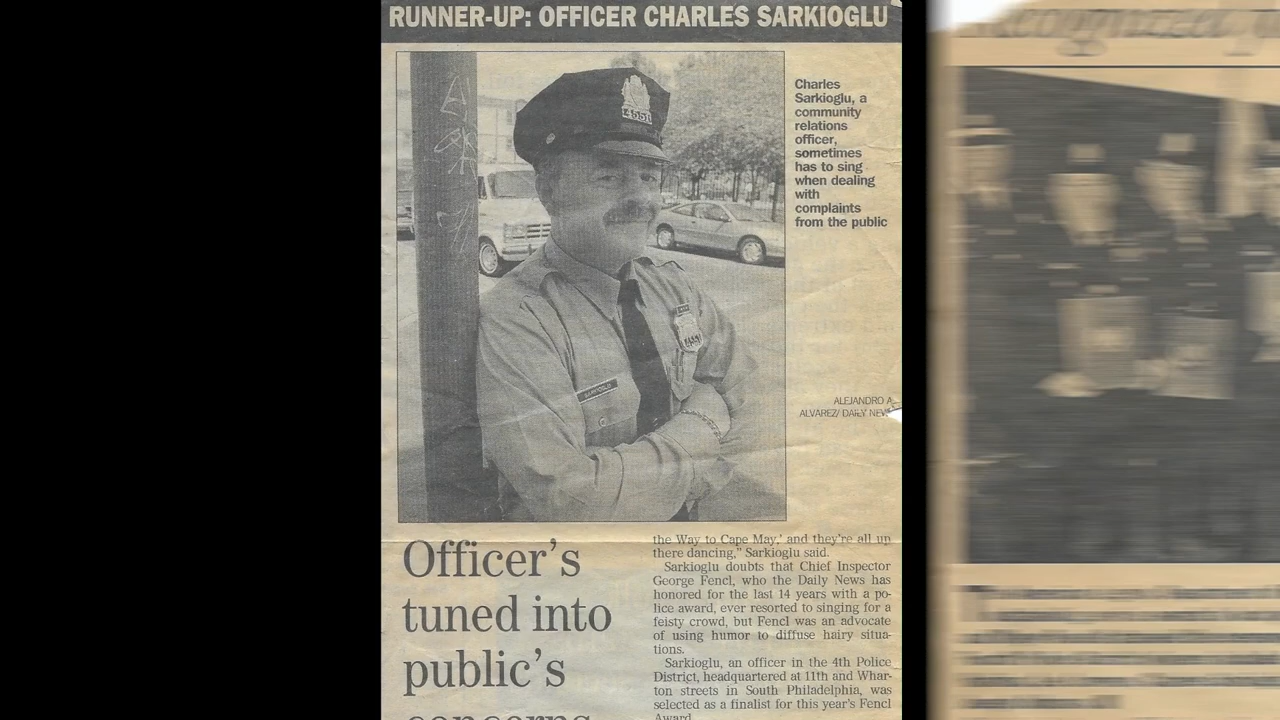 RUNNER-UP: OFFICER CHARLES SARKIOGLU
4551
SARKIOGLU
Charles
Sarkioglu, a
community
relations
officer,
sometimes
has to sing
when dealing
with
complaints
from the public
ALEJANDRO A.
ALVAREZ/ DAILY NEWS
Officer's
tuned into
public's
concerns
the Way to Cape May,' and they're all up
there dancing," Sarkioglu said.
Sarkioglu doubts that Chief Inspector
George Fencl, who the Daily News has
honored for the last 14 years with a po-
lice award, ever resorted to singing for a
feisty crowd, but Fencl was an advocate
of using humor to diffuse hairy situa-
tions.
Sarkioglu, an officer in the 4th Police
District, headquartered at 11th and Whar-
ton streets in South Philadelphia, was
selected as a finalist for this year's Fencl
Award.